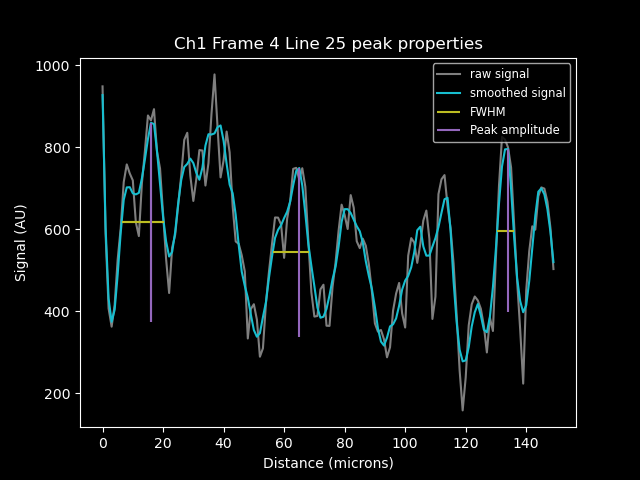 Ch1 Frame 4 Line 25 peak properties
raw signal
smoothed signal
FWHM
Peak amplitude
1000
800
600
400
200
Signal (AU)
0 20 40 60 80 100 120 140
Distance (microns)